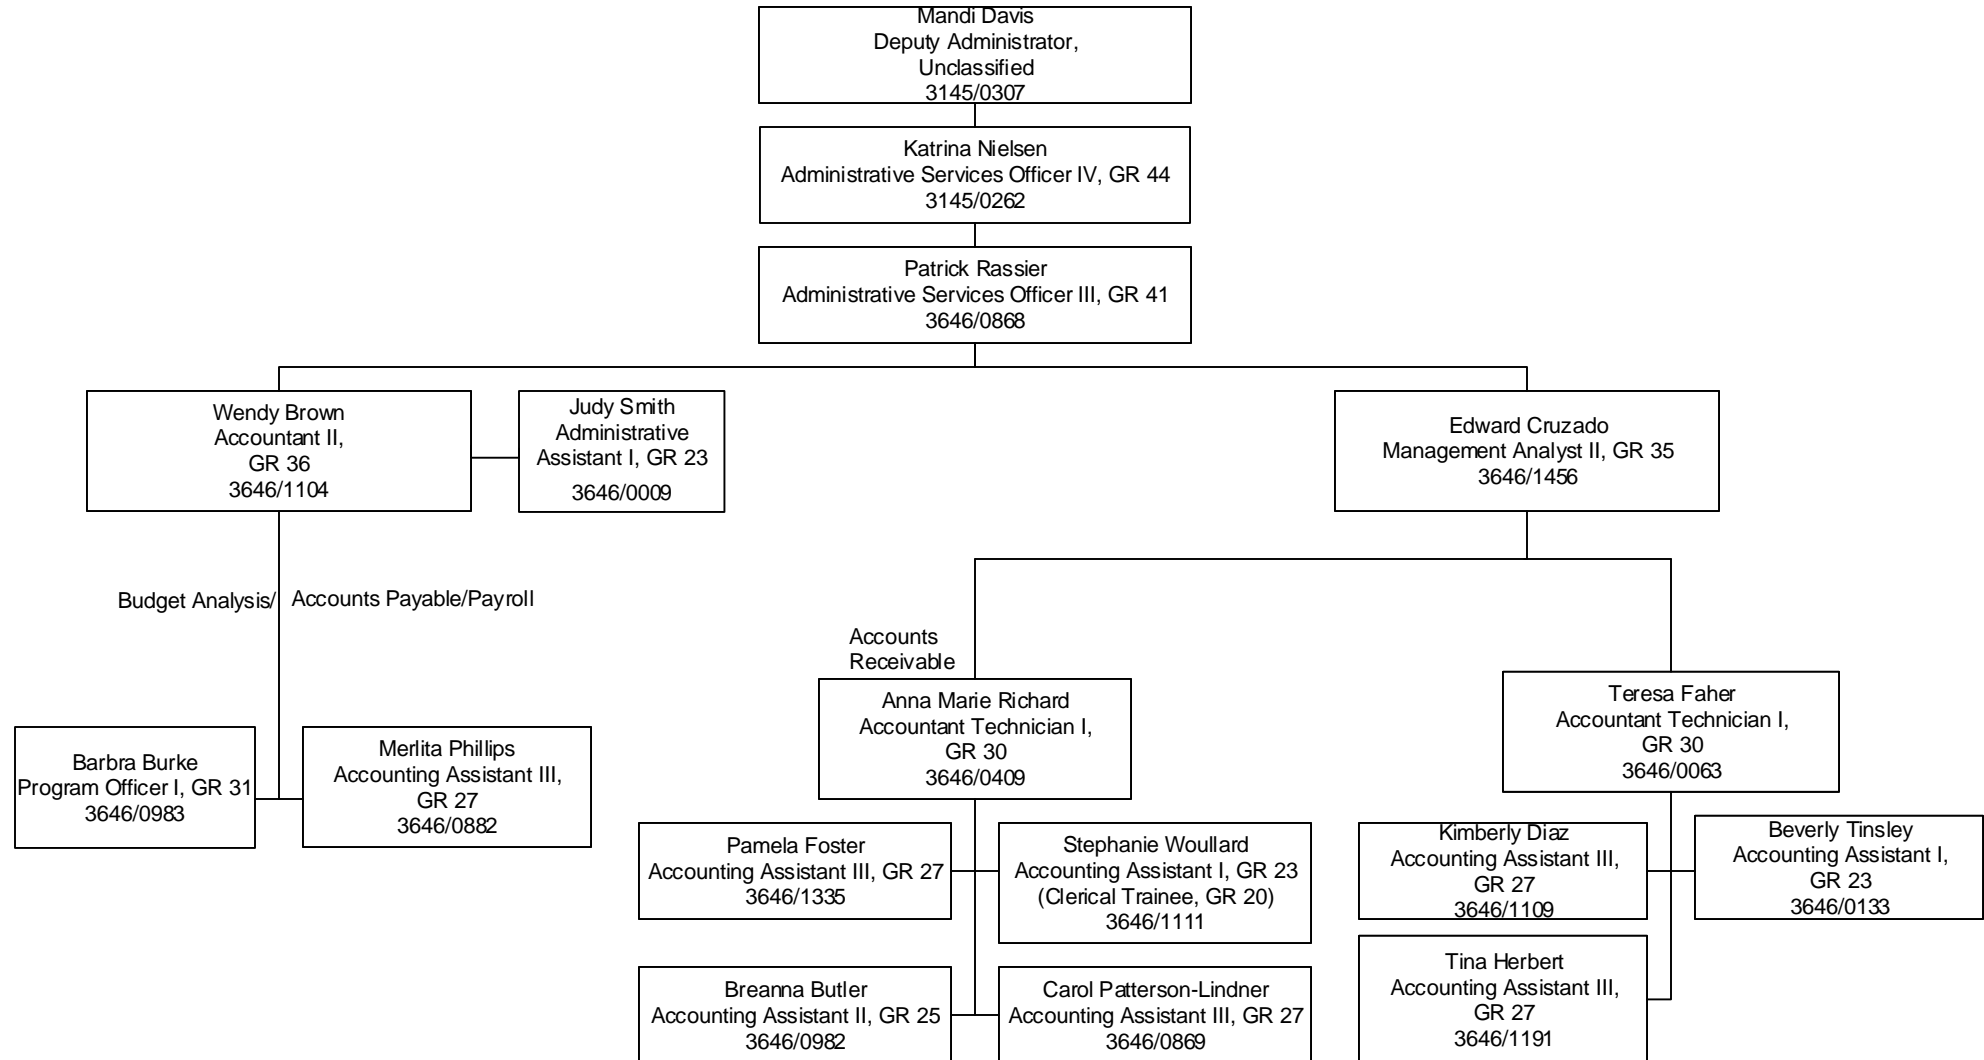 Mandi Davis
Deputy Administrator,
Unclassified
3145/0307
Katrina Nielsen
Administrative Services Officer IV, GR 44
3145/0262
Patrick Rassier
Administrative Services Officer III, GR 41
3646/0868
Wendy Brown
Accountant II,
GR 36
3646/1104
Judy Smith
Administrative
Assistant I, GR 23
3646/0009
Edward Cruzado
Management Analyst II, GR 35
3646/1456
Budget Analysis/
Accounts Payable/Payroll
Accounts
Receivable
Barbra Burke
Program Officer I, GR 31
3646/0983
Merlita Phillips
Accounting Assistant III,
GR 27
3646/0882
Anna Marie Richard
Accountant Technician I,
GR 30
3646/0409
Teresa Faher
Accountant Technician I,
GR 30
3646/0063
Pamela Foster
Accounting Assistant III, GR 27
3646/1335
Stephanie Woullard
Accounting Assistant I, GR 23
(Clerical Trainee, GR 20)
3646/1111
Kimberly Diaz
Accounting Assistant III,
GR 27
3646/1109
Beverly Tinsley
Accounting Assistant I,
GR 23
3646/0133
Breanna Butler
Accounting Assistant II, GR 25
3646/0982
Carol Patterson-Lindner
Accounting Assistant III, GR 27
3646/0869
Tina Herbert
Accounting Assistant III,
GR 27
3646/1191